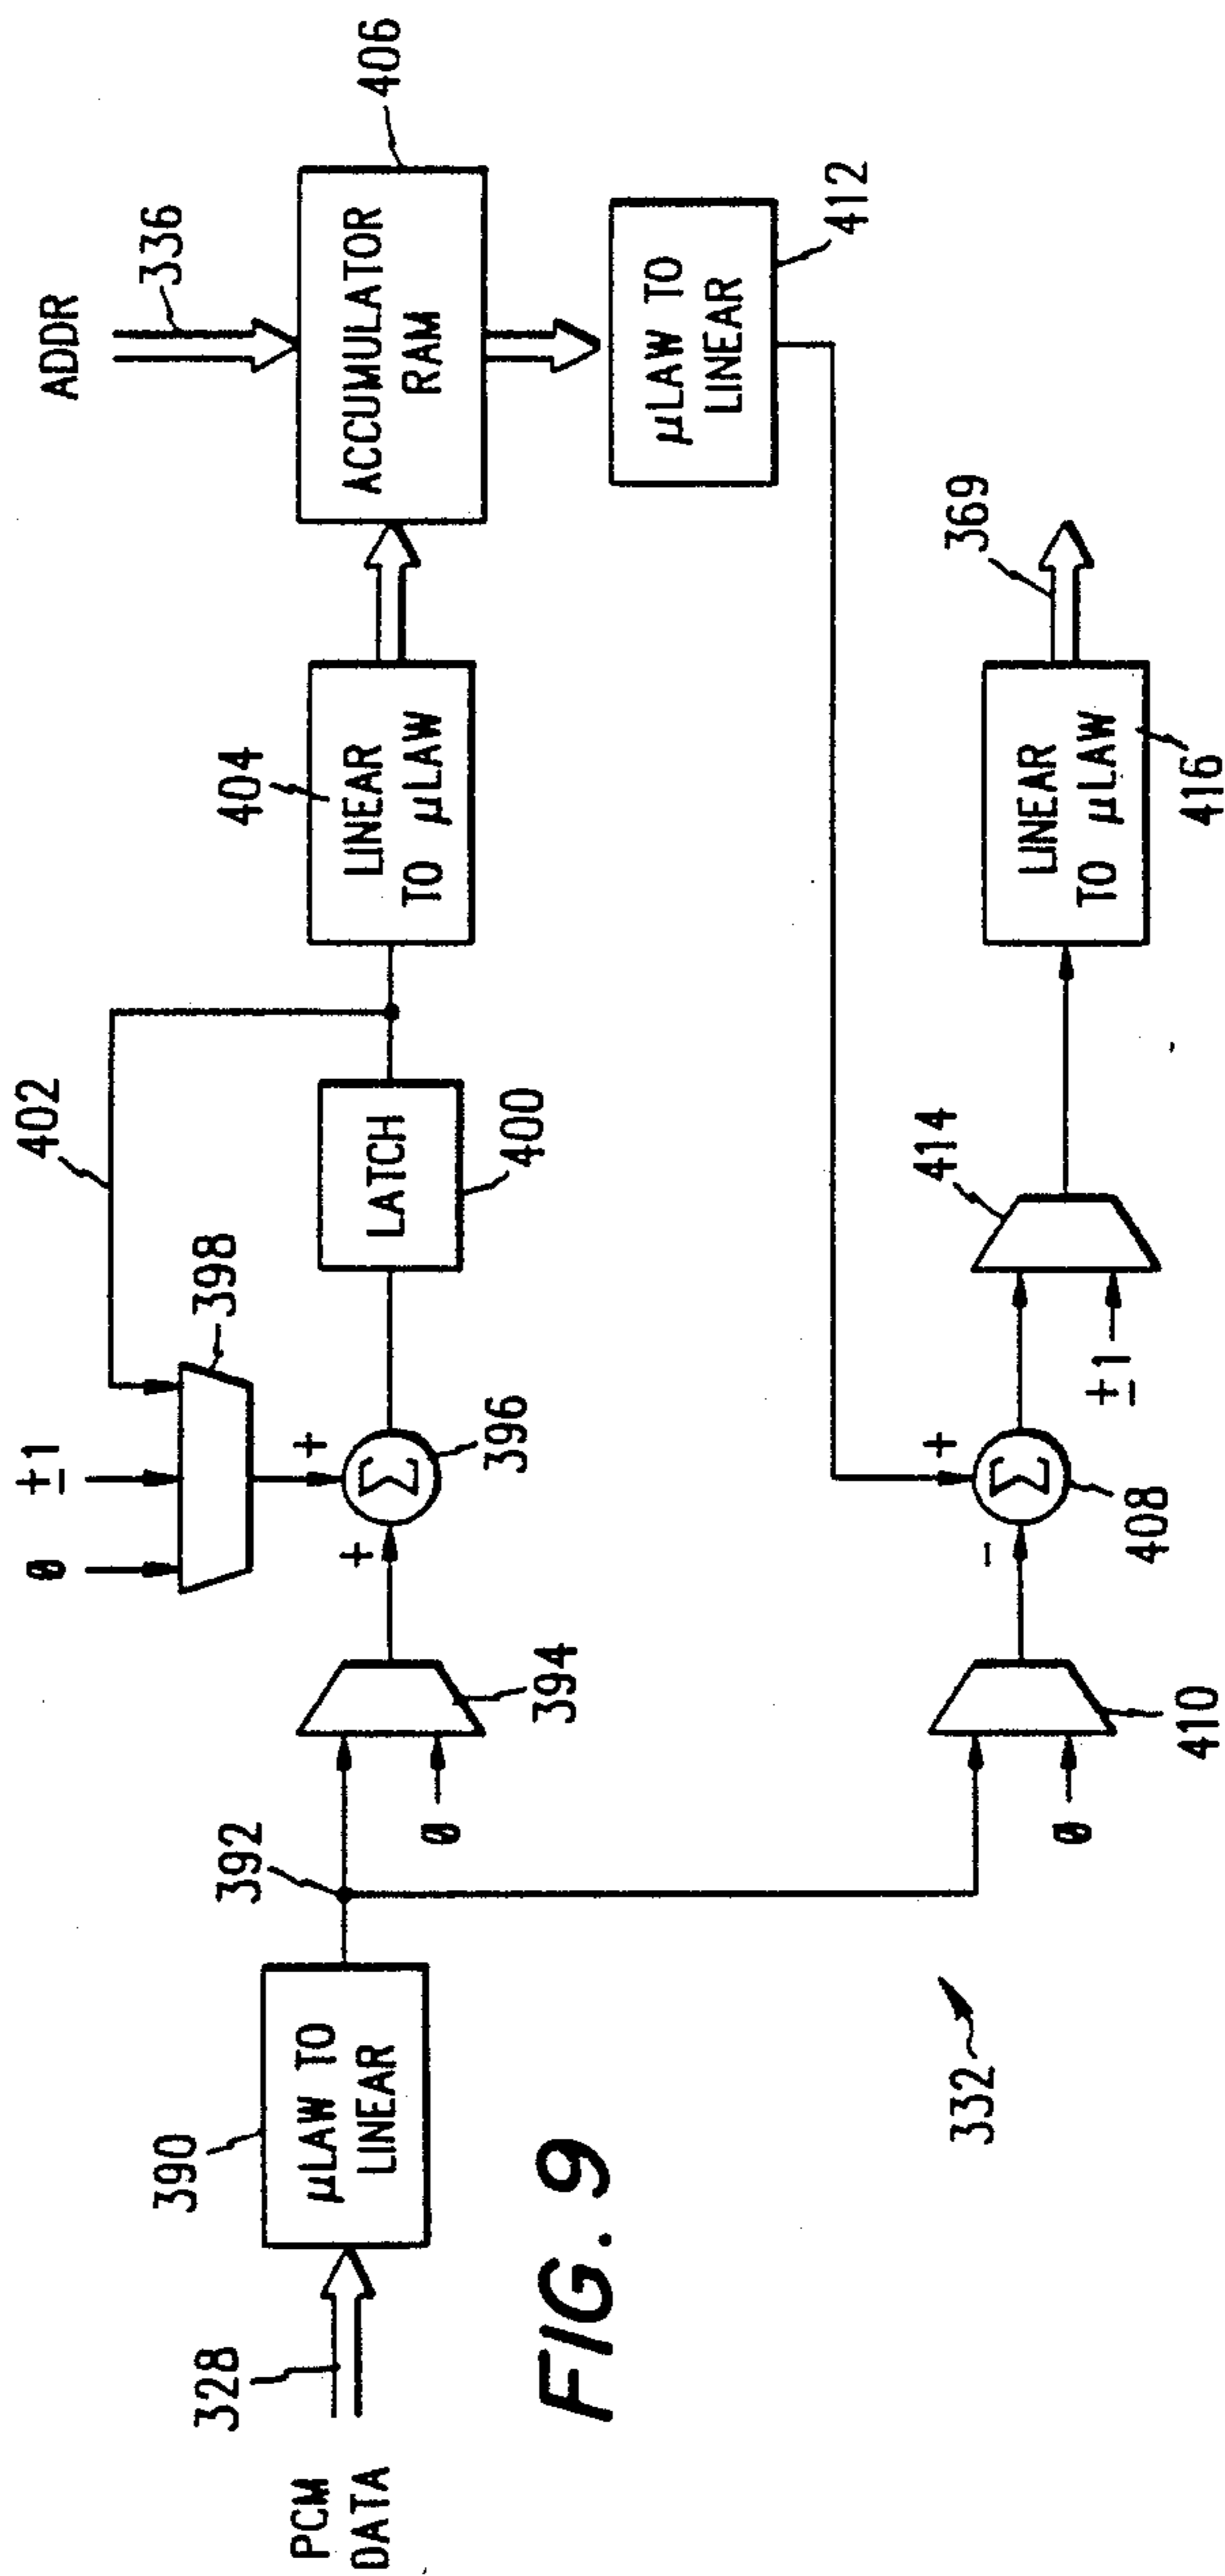 ADDR
336
406
ACCUMULATOR
RAM
404
LINEAR
TO µLAW
402
LATCH
400
398
0
±1
+
Σ
396
+
394
0
392
390
µLAW TO
LINEAR
328
PCM
DATA
µLAW TO
LINEAR
412
410
0
-
+
Σ
408
414
±1
LINEAR
TO µLAW
416
369
332
FIG. 9